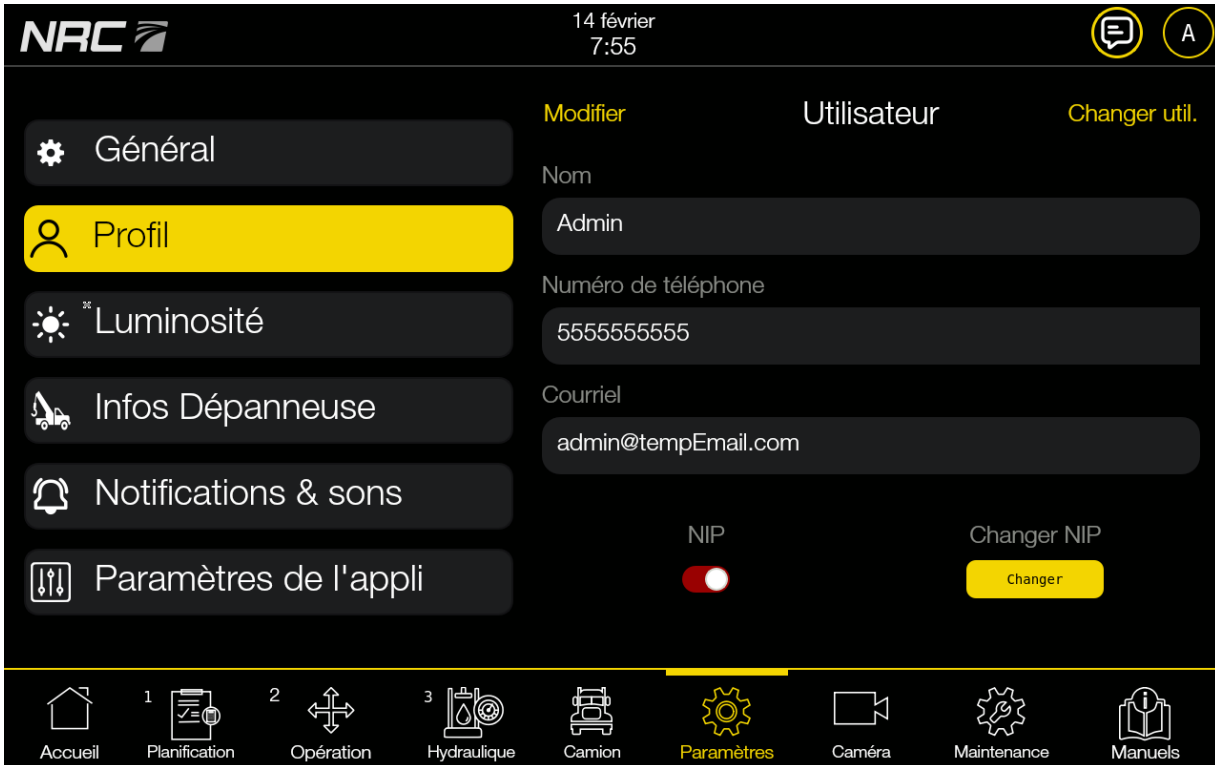 NRC
14 février
7:55
A
Général
Profil
Luminosité
Infos Dépanneuse
Notifications & sons
Paramètres de l'appli
Modifier
Utilisateur
Changer util.
Nom
Admin
Numéro de téléphone
5555555555
Courriel
admin@tempEmail.com
NIP
Changer NIP
Changer
Accueil
1
Planification
2
Opération
3
Hydraulique
Camion
Paramètres
Caméra
Maintenance
Manuels